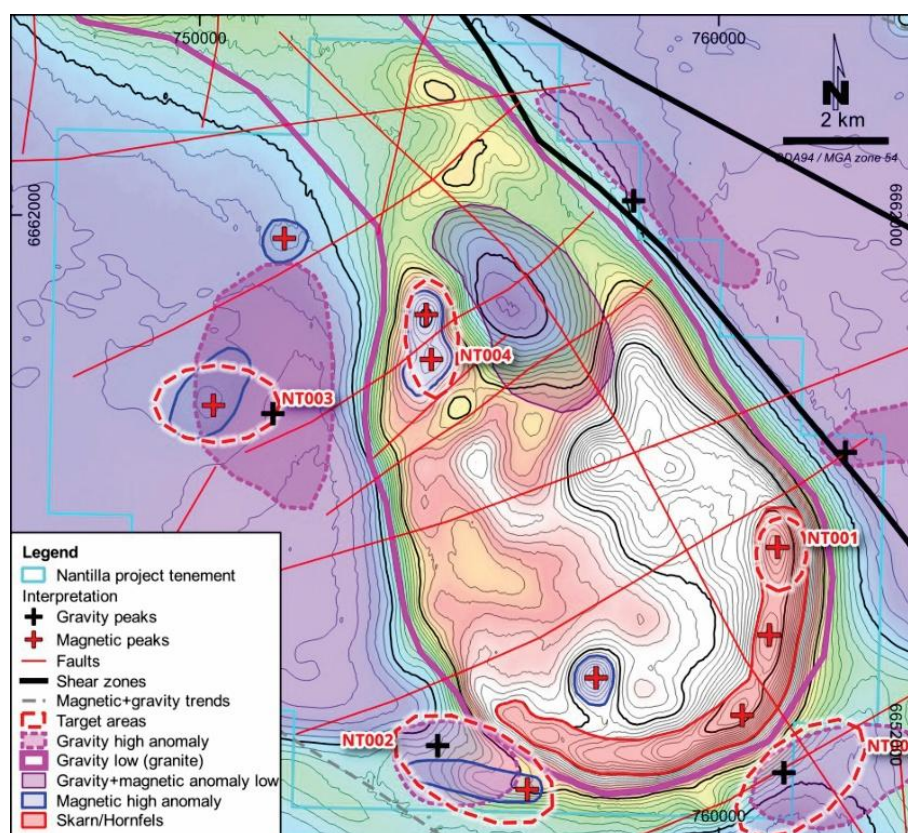 750000
760000
N
2 km
GDA94 / MGA zone 54
6662000
6662000
NT004
NT003
NT001
Legend
Nantilla project tenement
Interpretation
Gravity peaks
Magnetic peaks
Faults
Shear zones
Magnetic+gravity trends
Target areas
Gravity high anomaly
Gravity low (granite)
Gravity+magnetic anomaly low
Magnetic high anomaly
Skarn/Hornfels
NT002
6652000
760000